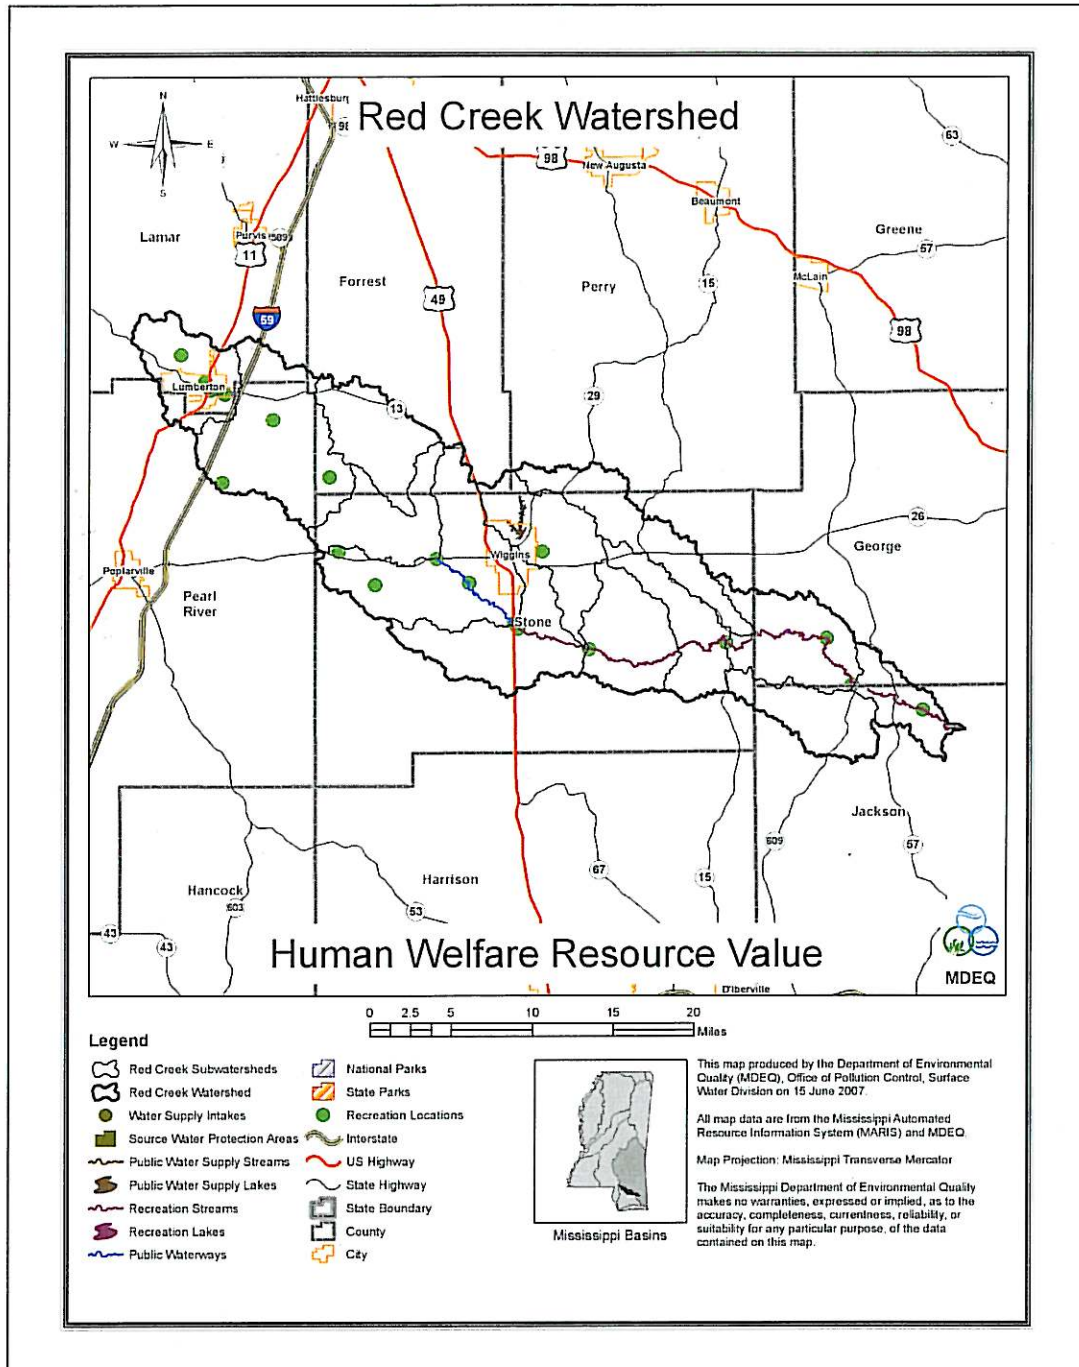 Red Creek Watershed
N
W
E
S
Hattiesburg
98
63
98
New Augusta
Beaumont
Greene
57
Lamar
Purvis
589
11
McLain
Forrest
49
Perry
15
59
98
Lumberton
13
29
26
George
Wiggins
Poplarville
Pearl
River
Stone
Jackson
609
57
67
15
Hancock
603
Harrison
53
43
43
Human Welfare Resource Value
MDEQ
D'Iberville
0 2.5 5 10 15 20
Miles
Legend
Red Creek Subwatersheds
Red Creek Watershed
Water Supply Intakes
Source Water Protection Areas
Public Water Supply Streams
Public Water Supply Lakes
Recreation Streams
Recreation Lakes
Public Waterways
National Parks
State Parks
Recreation Locations
Interstate
US Highway
State Highway
State Boundary
County
City
Mississippi Basins
This map produced by the Department of Environmental
Quality (MDEQ), Office of Pollution Control, Surface
Water Division on 15 June 2007.
All map data are from the Mississippi Automated
Resource Information System (MARIS) and MDEQ.
Map Projection: Mississippi Transverse Mercator
The Mississippi Department of Environmental Quality
makes no warranties, expressed or implied, as to the
accuracy, completeness, currentness, reliability, or
suitability for any particular purpose, of the data
contained on this map.